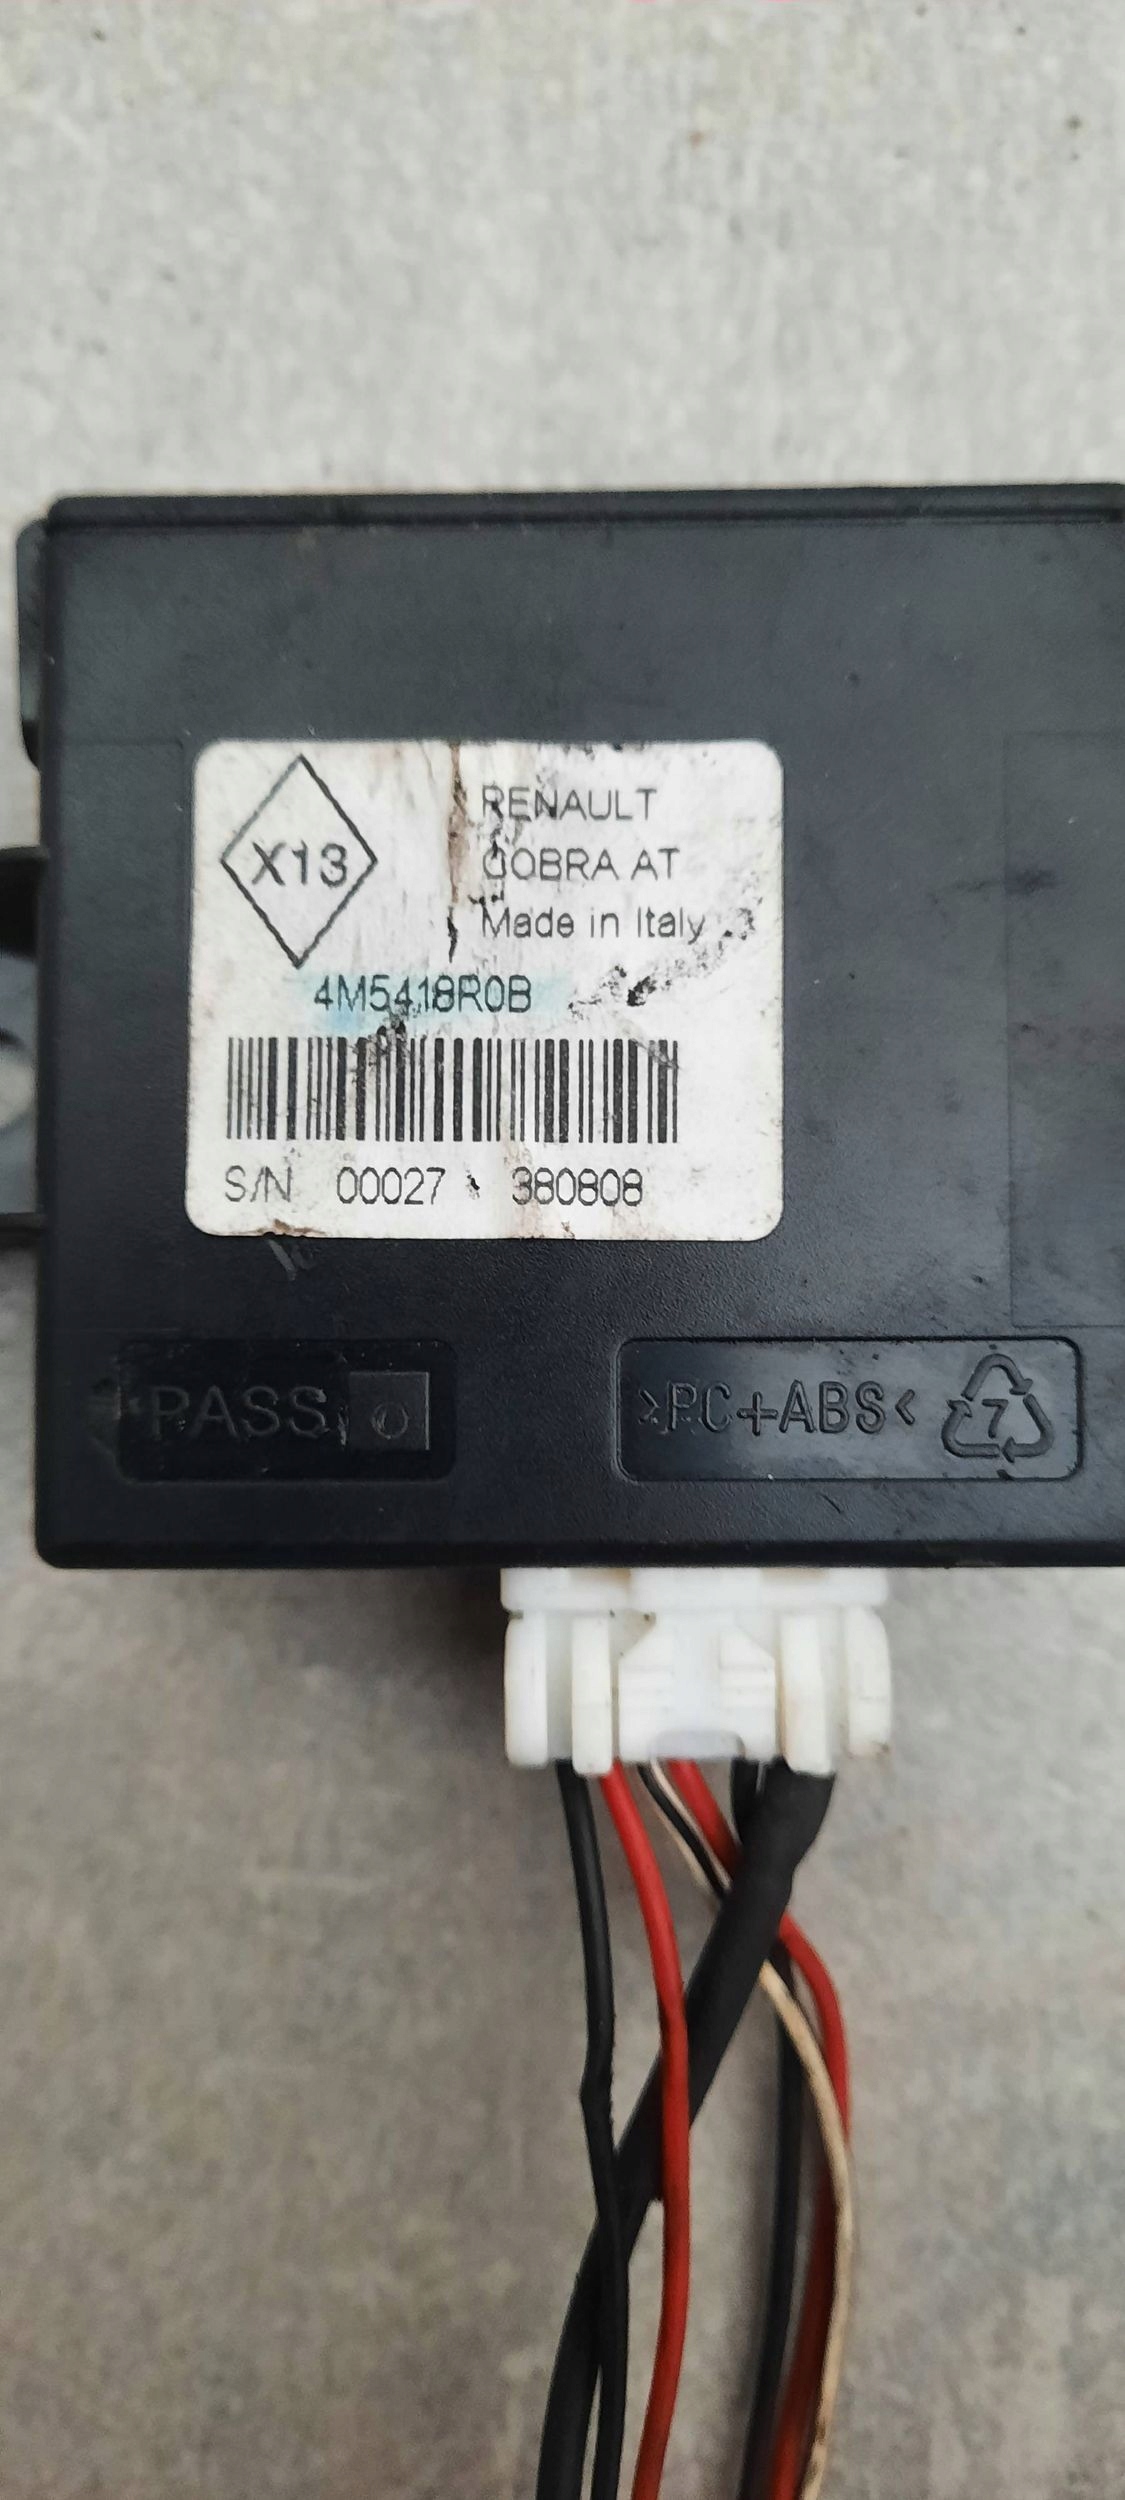 X13
RENAULT
COBRA AT
Made in Italy
4M5418R0B
S/N 00027 380808
PASS
>PC+ABS<
7